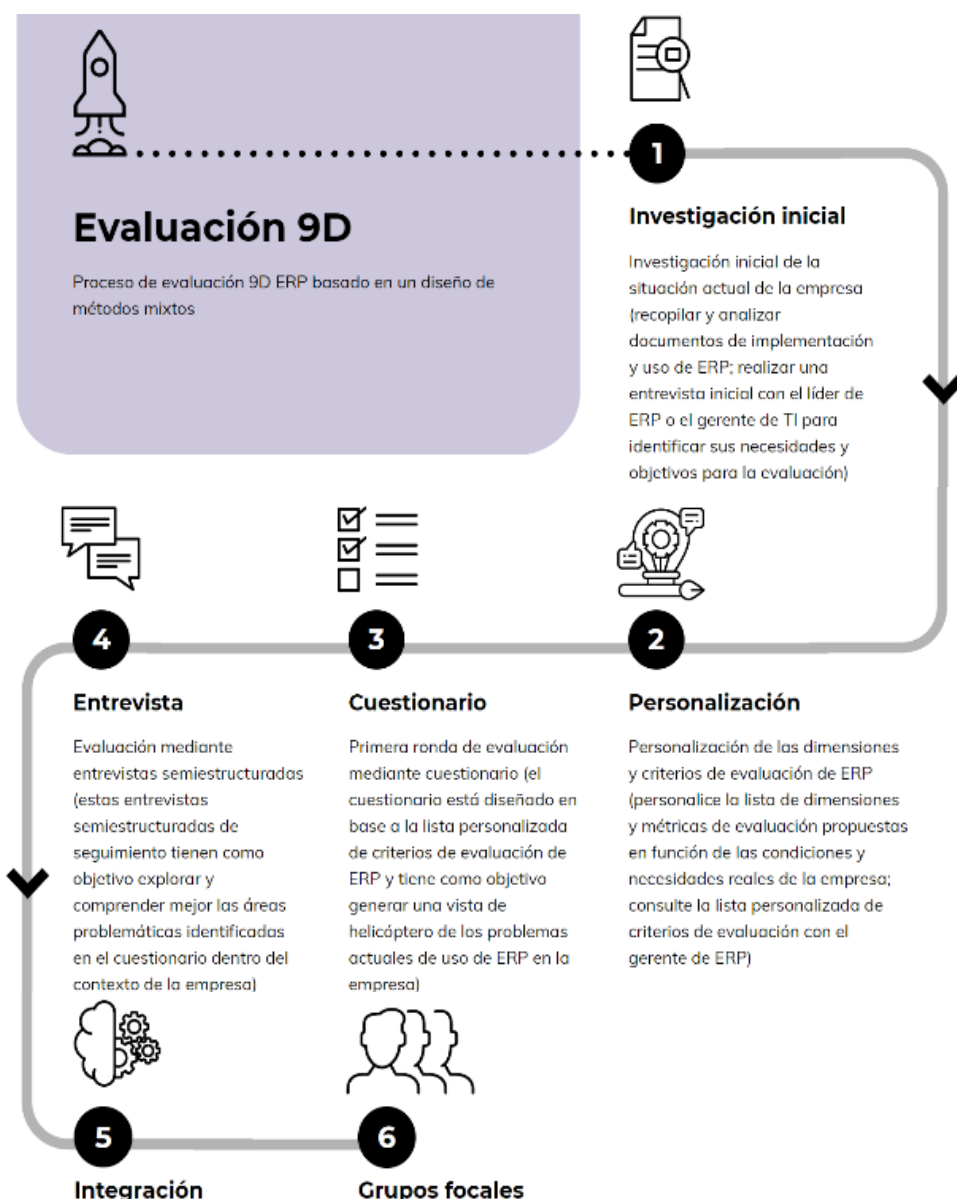 Evaluación 9D
Proceso de evaluación 9D ERP basado en un diseño de
métodos mixtos
1
Investigación inicial
Investigación inicial de la
situación actual de la empresa
(recopilar y analizar
documentos de implementación
y uso de ERP; realizar una
entrevista inicial con el líder de
ERP o el gerente de TI para
identificar sus necesidades y
objetivos para la evaluación)
2
Personalización
Personalización de las dimensiones
y criterios de evaluación de ERP
(personalice la lista de dimensiones
y métricas de evaluación propuestas
en función de las condiciones y
necesidades reales de la empresa;
consulte la lista personalizada de
criterios de evaluación con el
gerente de ERP)
3
Cuestionario
Primera ronda de evaluación
mediante cuestionario (el
cuestionario está diseñado en
base a la lista personalizada
de criterios de evaluación de
ERP y tiene como objetivo
generar una vista de
helicóptero de los problemas
actuales de uso de ERP en la
empresa)
4
Entrevista
Evaluación mediante
entrevistas semiestructuradas
(estas entrevistas
semiestructuradas de
seguimiento tienen como
objetivo explorar y
comprender mejor las áreas
problemáticas identificadas
en el cuestionario dentro del
contexto de la empresa)
5
Integración
6
Grupos focales